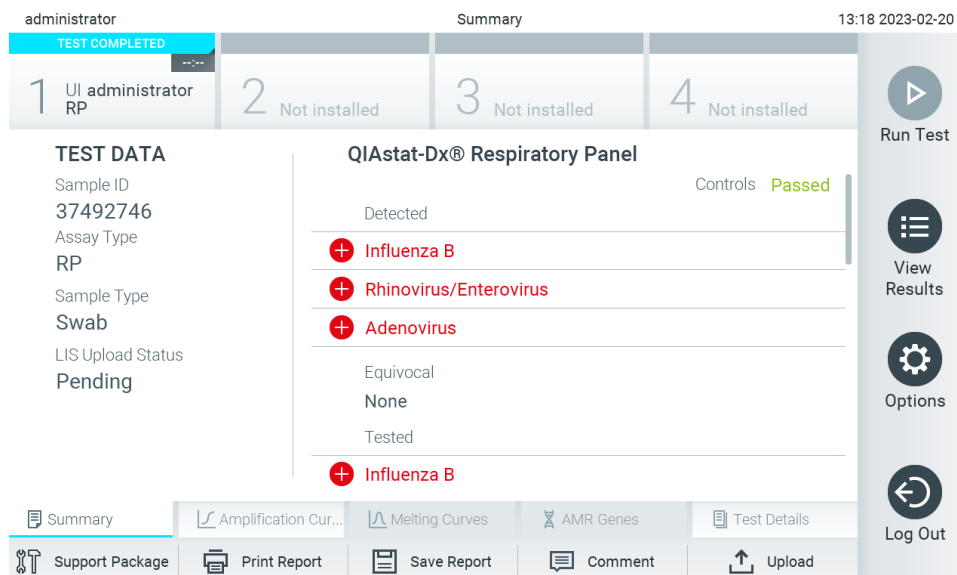 administrator Summary 13:18 2023-02-20
TEST COMPLETED
--:--
1 UI administrator
RP
2 Not installed
3 Not installed
4 Not installed
Run Test
View
Results
Options
Log Out
TEST DATA
Sample ID
37492746
Assay Type
RP
Sample Type
Swab
LIS Upload Status
Pending
QIAstat-Dx® Respiratory Panel
Controls Passed
Detected
Influenza B
Rhinovirus/Enterovirus
Adenovirus
Equivocal
None
Tested
Influenza B
Summary Amplification Cur... Melting Curves AMR Genes Test Details
Support Package Print Report Save Report Comment Upload